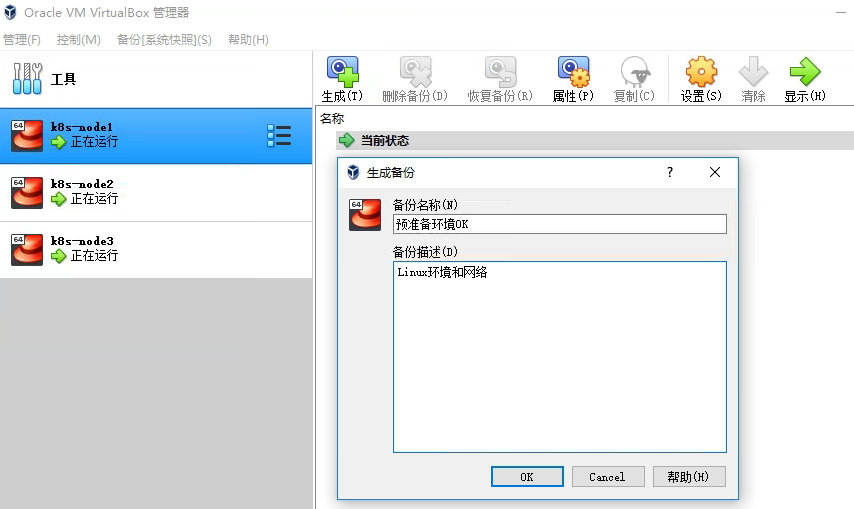 Oracle VM VirtualBox 管理器
管理(F) 控制(M) 备份[系统快照](S) 帮助(H)
工具
生成(T) 删除备份(D) 恢复备份(R) 属性(P) 复制(C) 设置(S) 清除 显示(H)
名称
当前状态
64 k8s-node1
正在运行
64 k8s-node2
正在运行
64 k8s-node3
正在运行
生成备份 ?
64
备份名称(N)
预准备环境OK
备份描述(D)
Linux环境和网络
OK Cancel 帮助(H)